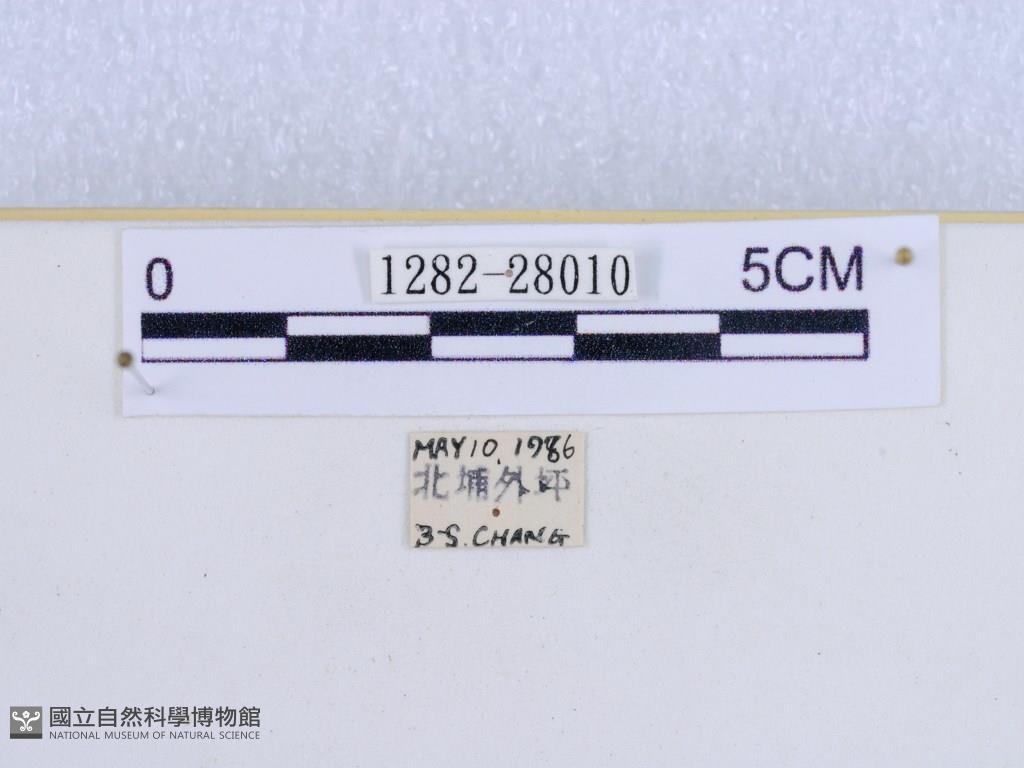 0 1282-28010 5CM
MAY 10, 1986
北埔外坪
B-S. CHANG
國立自然科學博物館
NATIONAL MUSEUM OF NATURAL SCIENCE